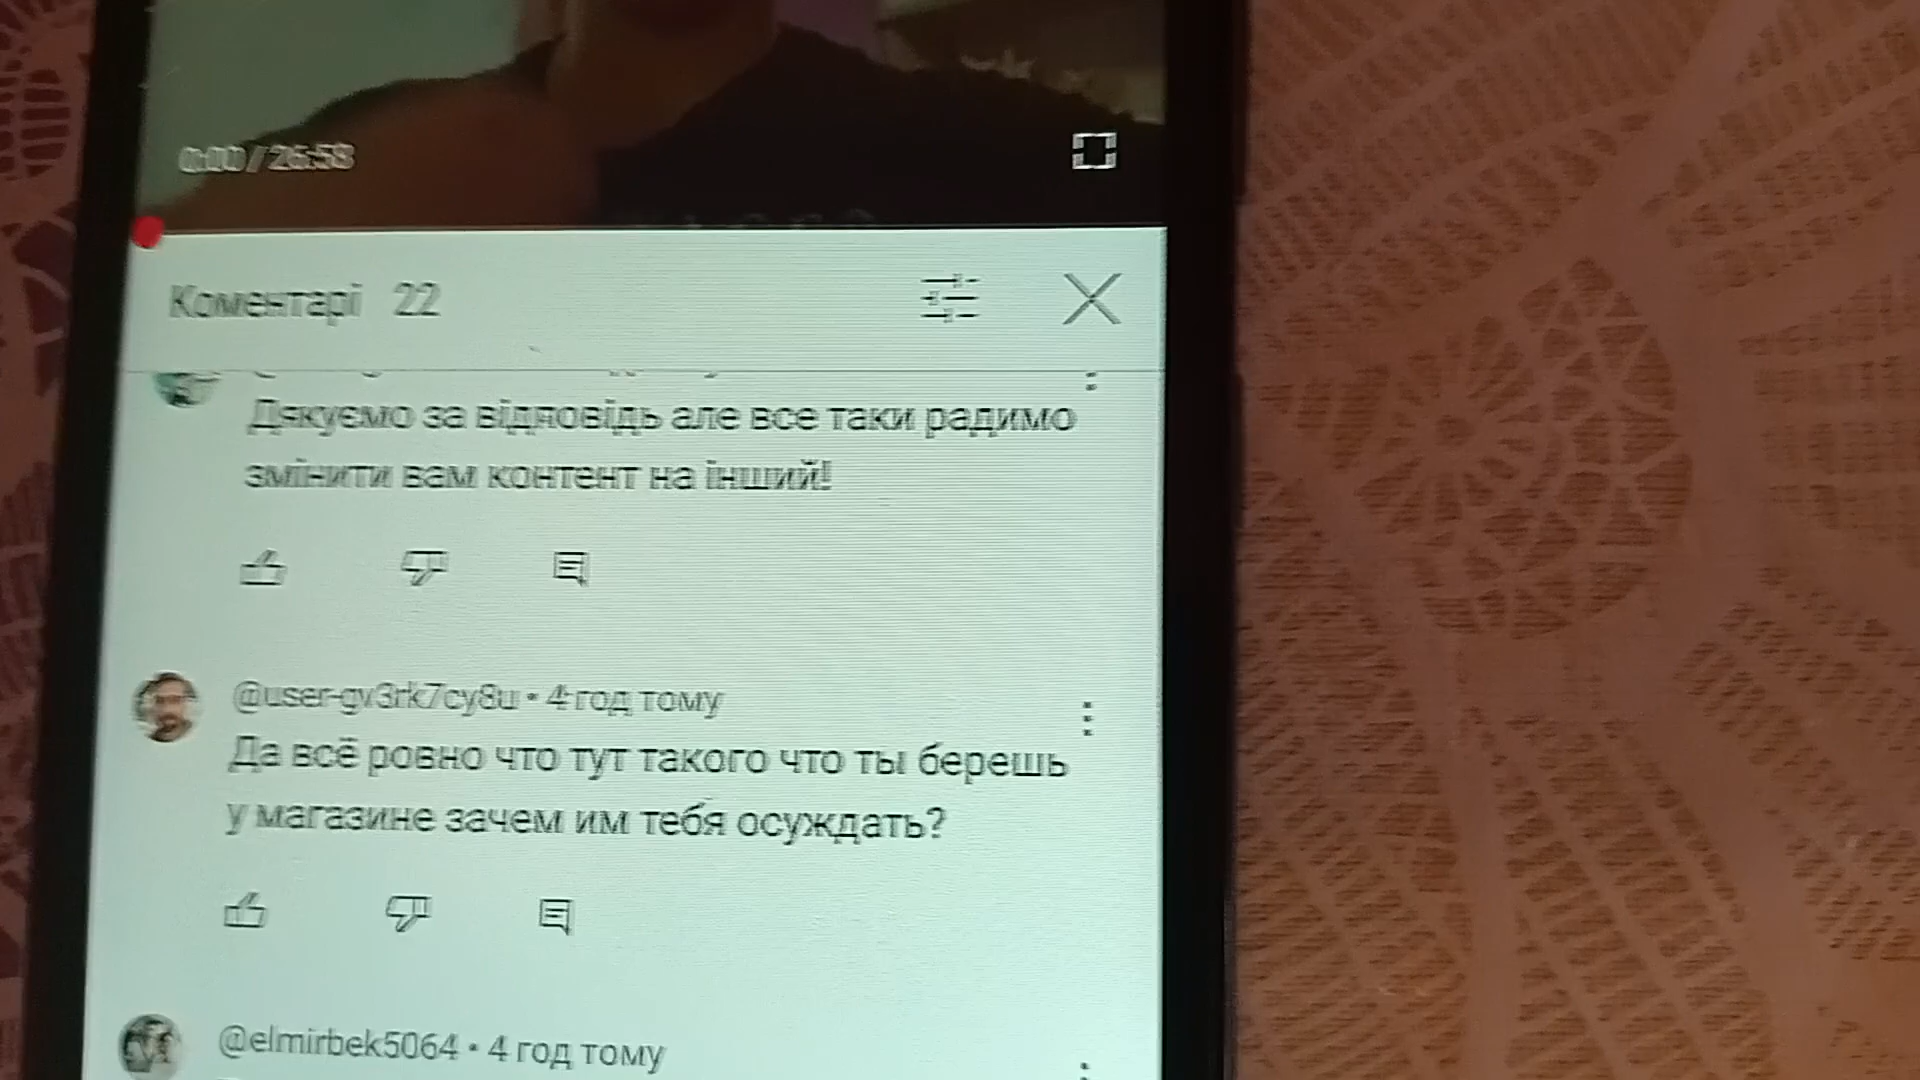 0:00 / 26:58
Коментарі 22
Дякуємо за відповідь але все таки радимо
змінити вам контент на інший!
@user-gv3rk7cy8u • 4 год тому
Да всё ровно что тут такого что ты берешь
у магазине зачем им тебя осуждать?
@elmirbek5064 • 4 год тому